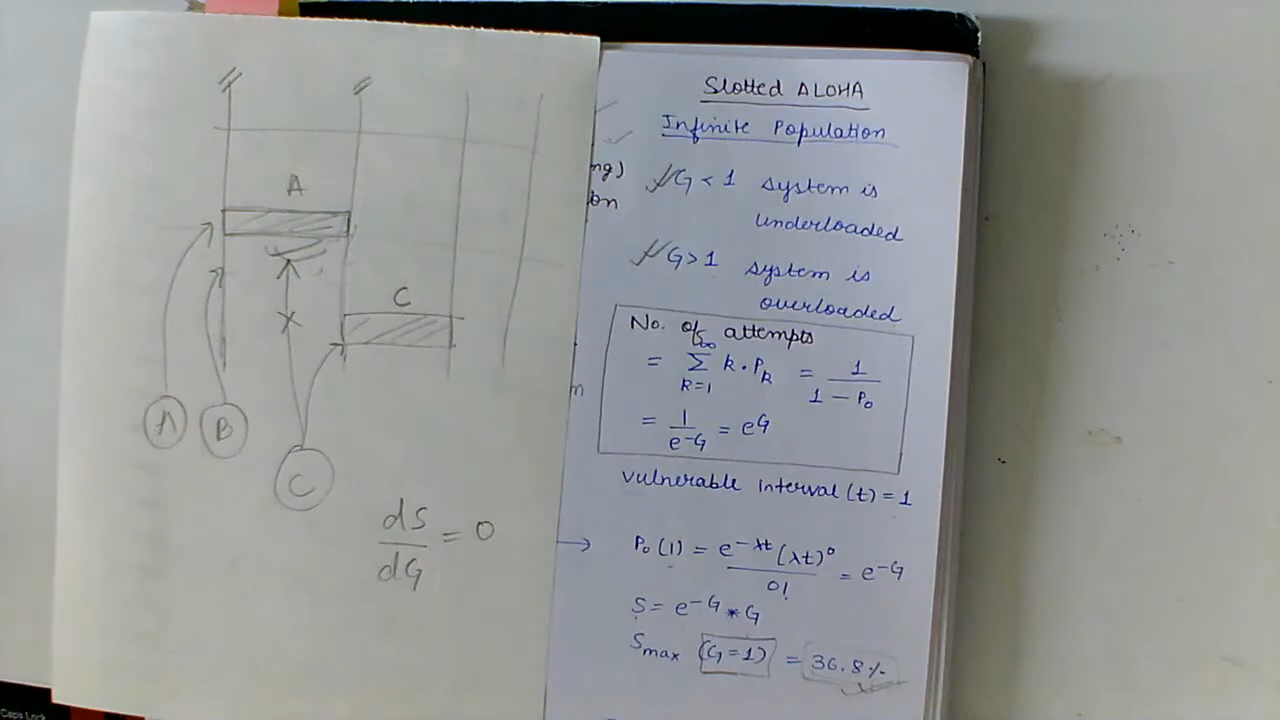 A
C
A
B
C
dS/dG = 0
Slotted ALOHA
Infinite Population
ng)
on
G < 1 system is
underloaded
G > 1 system is
overloaded
No. of attempts
= ∞ Σ k=1 k · Pk = 1/(1 − P0)
= 1/e^-G = e^G
m
vulnerable interval (t) = 1
→ P0(1) = e^-λt (λt)^0 / 0! = e^-G
S = e^-G * G
Smax (G=1) = 36.8%
Caps Lock